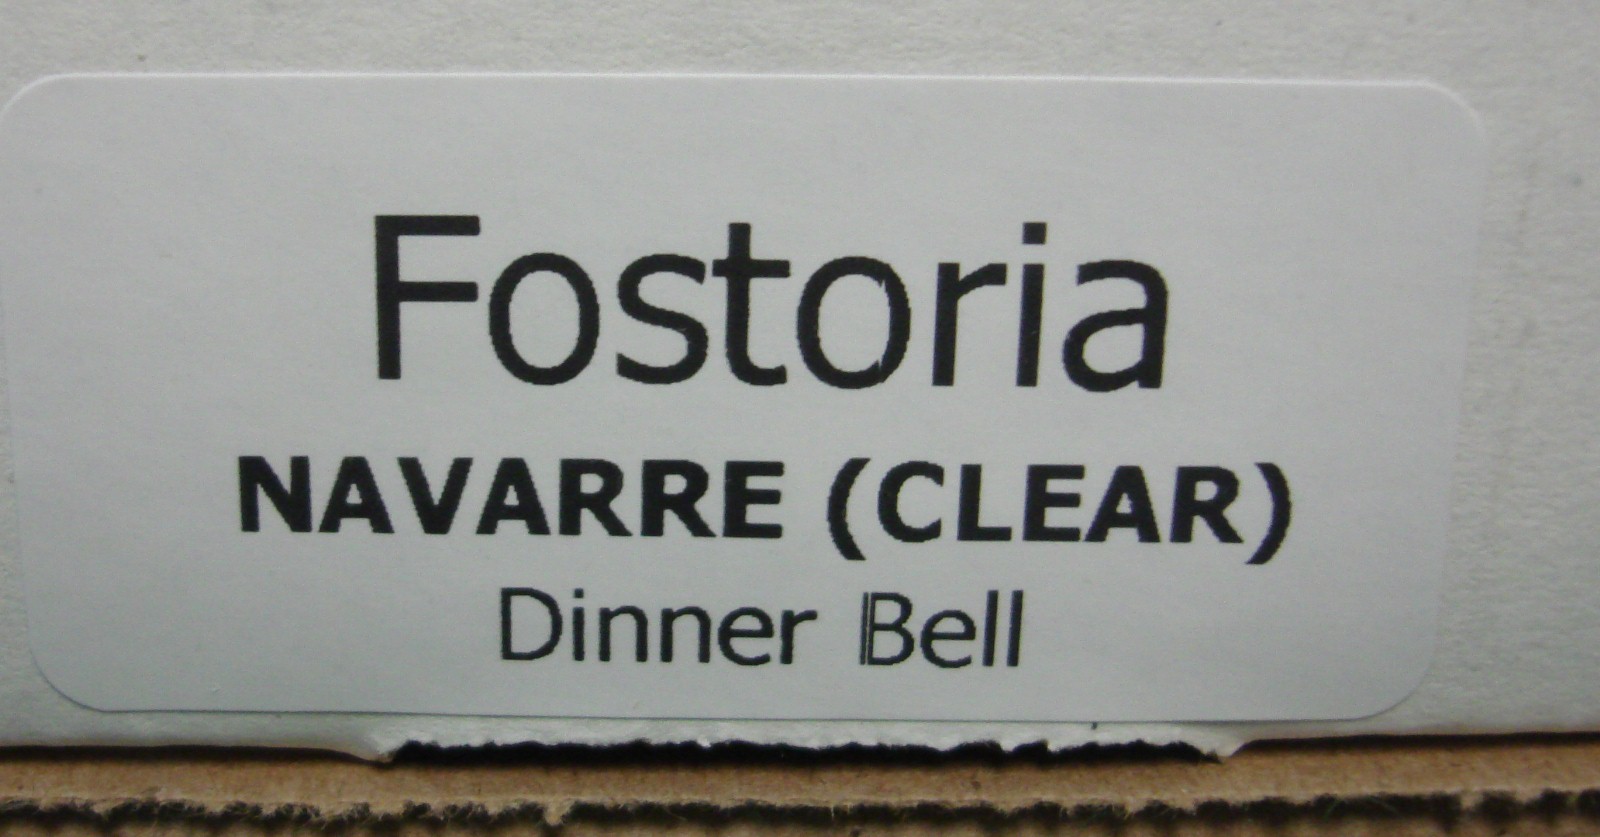 Fostoria
NAVARRE (CLEAR)
Dinner Bell